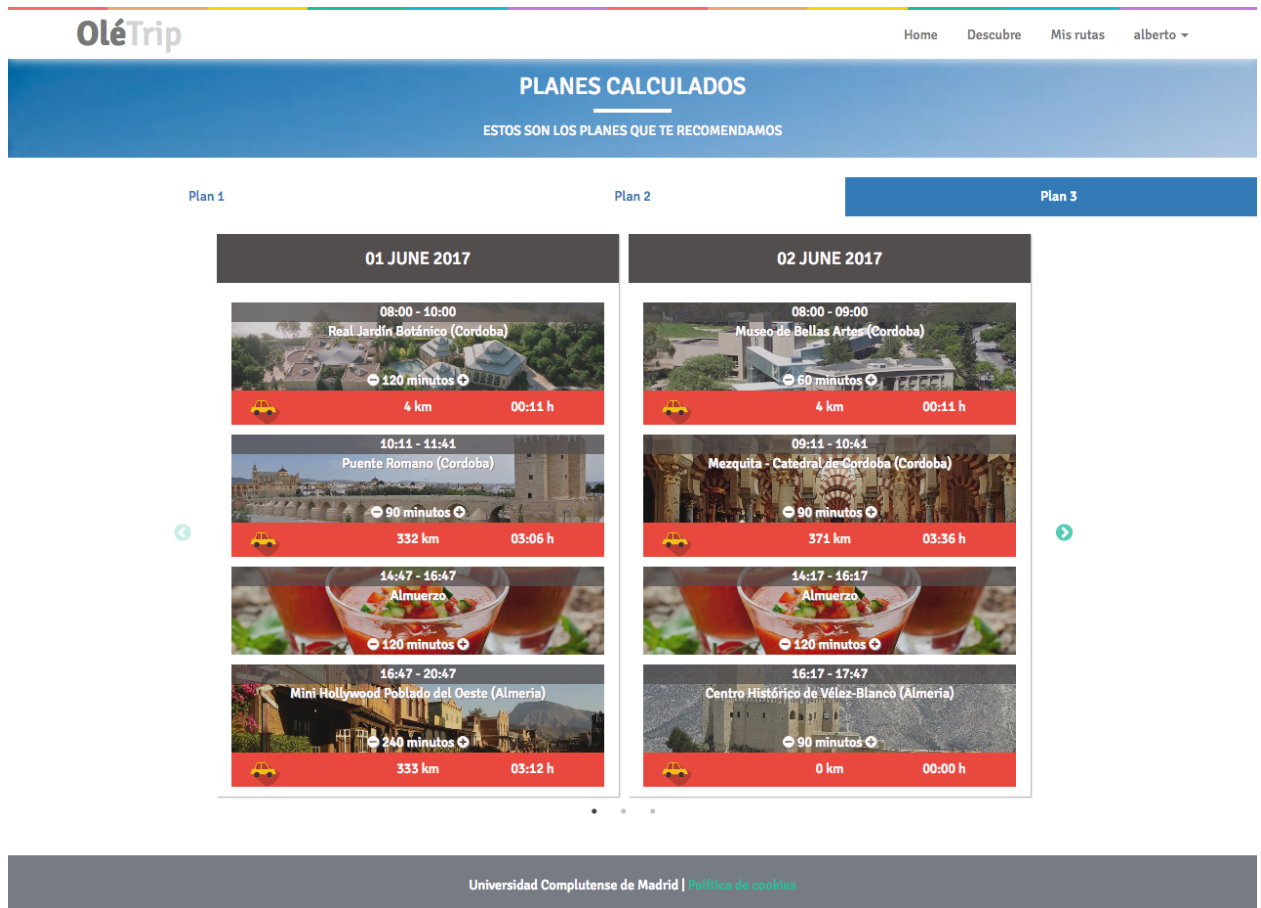 OléTrip
Home Descubre Mis rutas alberto
PLANES CALCULADOS
ESTOS SON LOS PLANES QUE TE RECOMENDAMOS
Plan 1 Plan 2 Plan 3
01 JUNE 2017
08:00 - 10:00
Real Jardín Botánico (Cordoba)
120 minutos
4 km 00:11 h
10:11 - 11:41
Puente Romano (Cordoba)
90 minutos
332 km 03:06 h
14:47 - 16:47
Almuerzo
120 minutos
16:47 - 20:47
Mini Hollywood Poblado del Oeste (Almeria)
240 minutos
333 km 03:12 h
02 JUNE 2017
08:00 - 09:00
Museo de Bellas Artes (Cordoba)
60 minutos
4 km 00:11 h
09:11 - 10:41
Mezquita - Catedral de Cordoba (Cordoba)
90 minutos
371 km 03:36 h
14:17 - 16:17
Almuerzo
120 minutos
16:17 - 17:47
Centro Histórico de Vélez-Blanco (Almeria)
90 minutos
0 km 00:00 h
Universidad Complutense de Madrid | Política de cookies